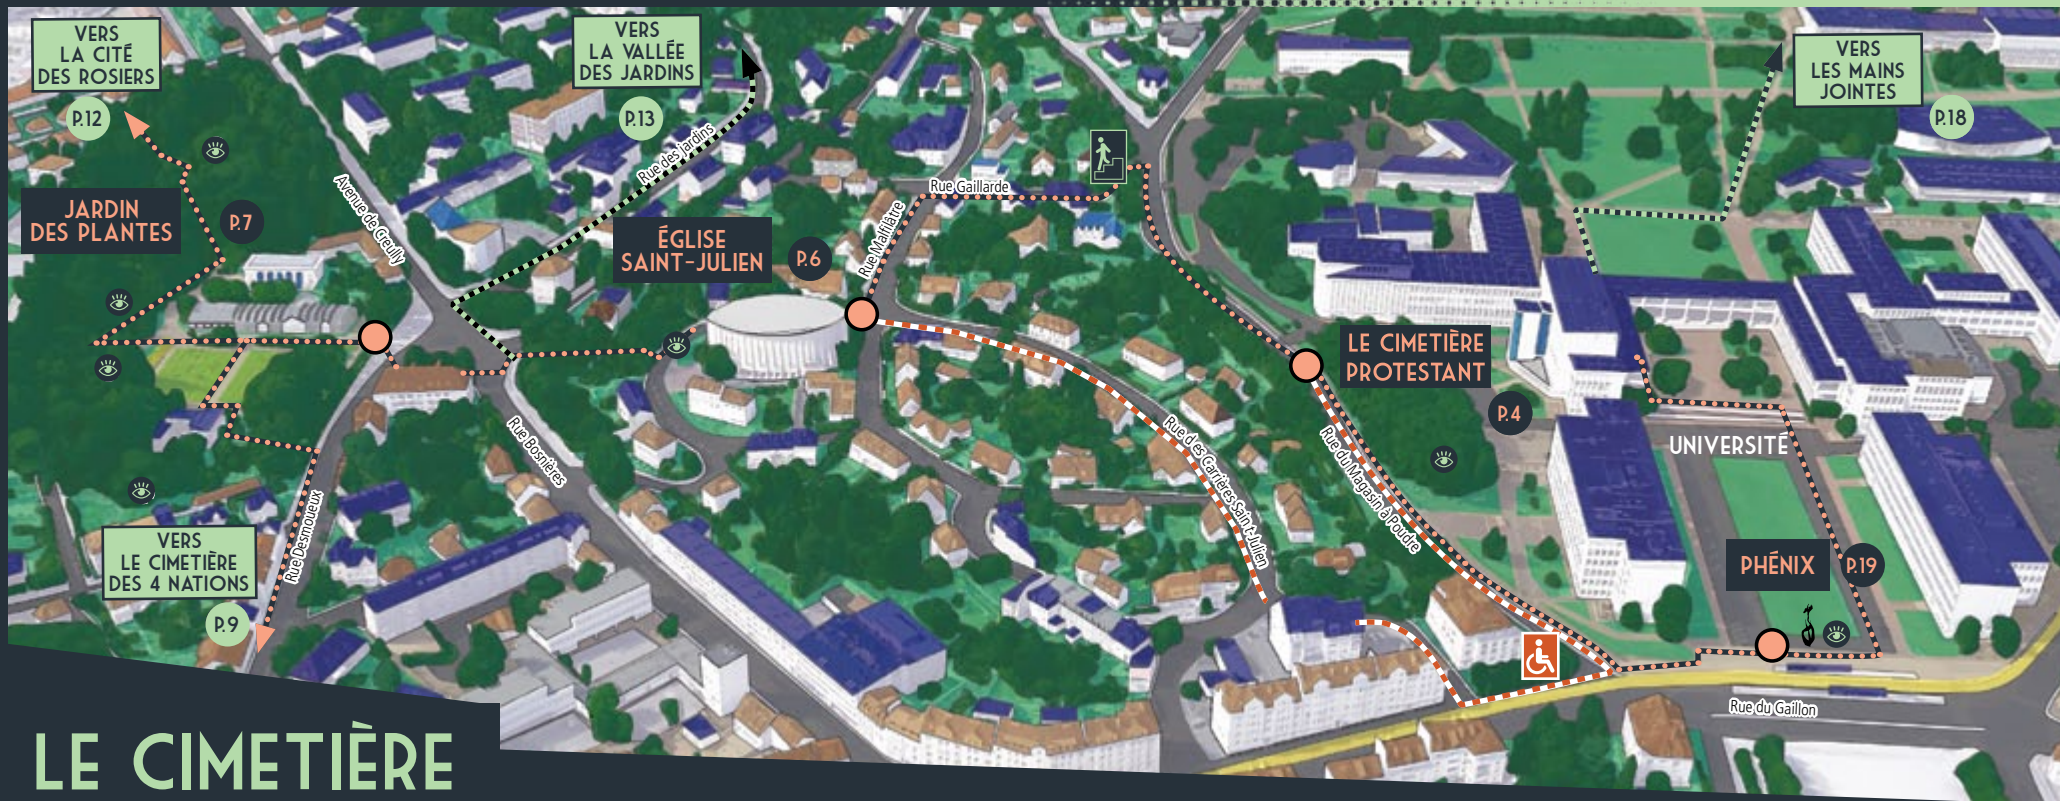 VERS
LA CITÉ
DES ROSIERS
P.12
VERS
LA VALLÉE
DES JARDINS
P.13
VERS
LES MAINS
JOINTES
P.18
JARDIN
DES PLANTES
P.7
Avenue de Creully
Rue des jardins
ÉGLISE
SAINT-JULIEN
P.6
Rue Malfilâtre
Rue Gaillarde
LE CIMETIÈRE
PROTESTANT
P.4
UNIVERSITÉ
Rue Bosnières
Rue des Carrières Saint-Julien
Rue du Magasin à Poudre
Rue Desmoueux
VERS
LE CIMETIÈRE
DES 4 NATIONS
P.9
PHÉNIX
P.19
Rue du Gaillon
LE CIMETIÈRE